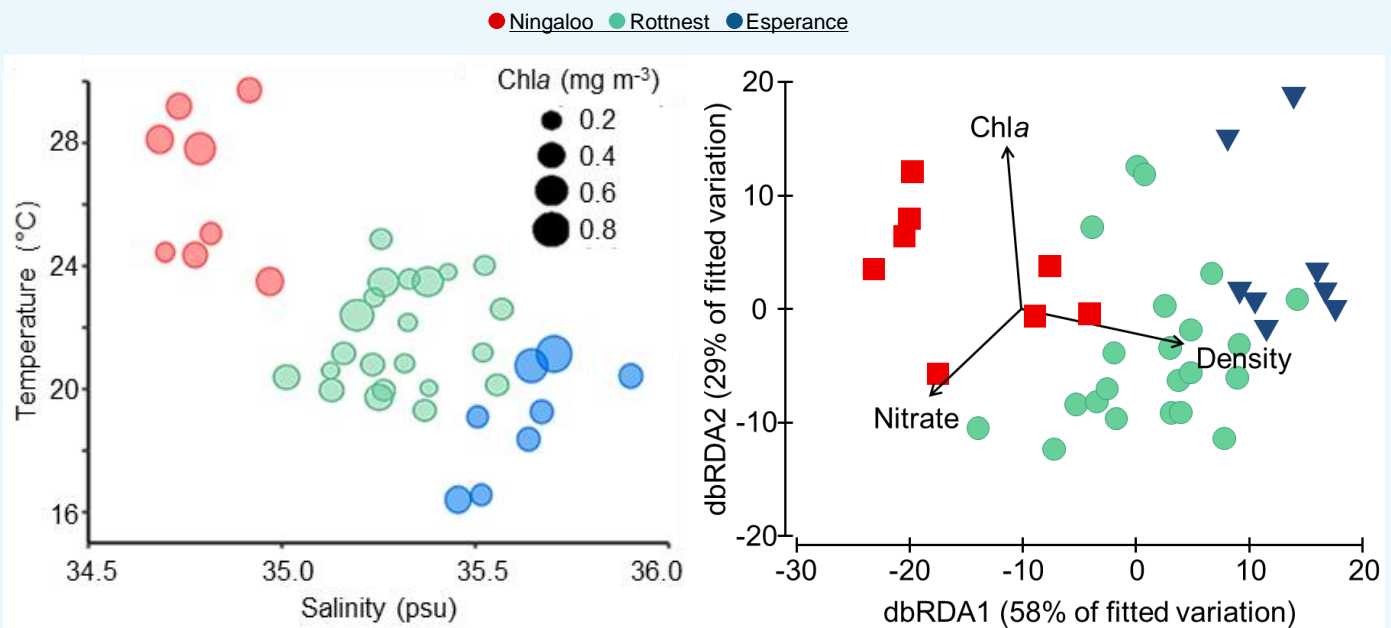 Ningaloo Rottnest Esperance
Chla (mg m-3)
0.2
0.4
0.6
0.8
Temperature (°C)
28
24
20
16
34.5 35.0 35.5 36.0
Salinity (psu)
dbRDA2 (29% of fitted variation)
20
10
0
-10
-20
Chla
Density
Nitrate
-30 -20 -10 0 10 20
dbRDA1 (58% of fitted variation)